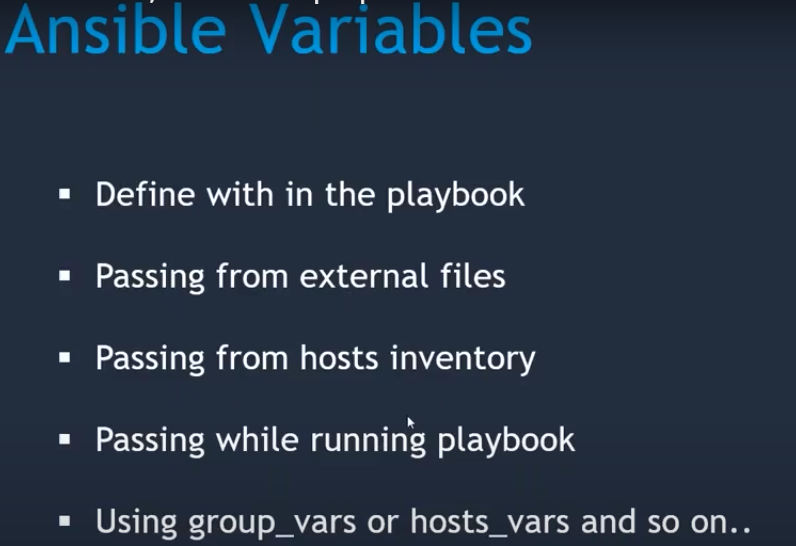 Ansible Variables
▪ Define with in the playbook
▪ Passing from external files
▪ Passing from hosts inventory
▪ Passing while running playbook
▪ Using group_vars or hosts_vars and so on..